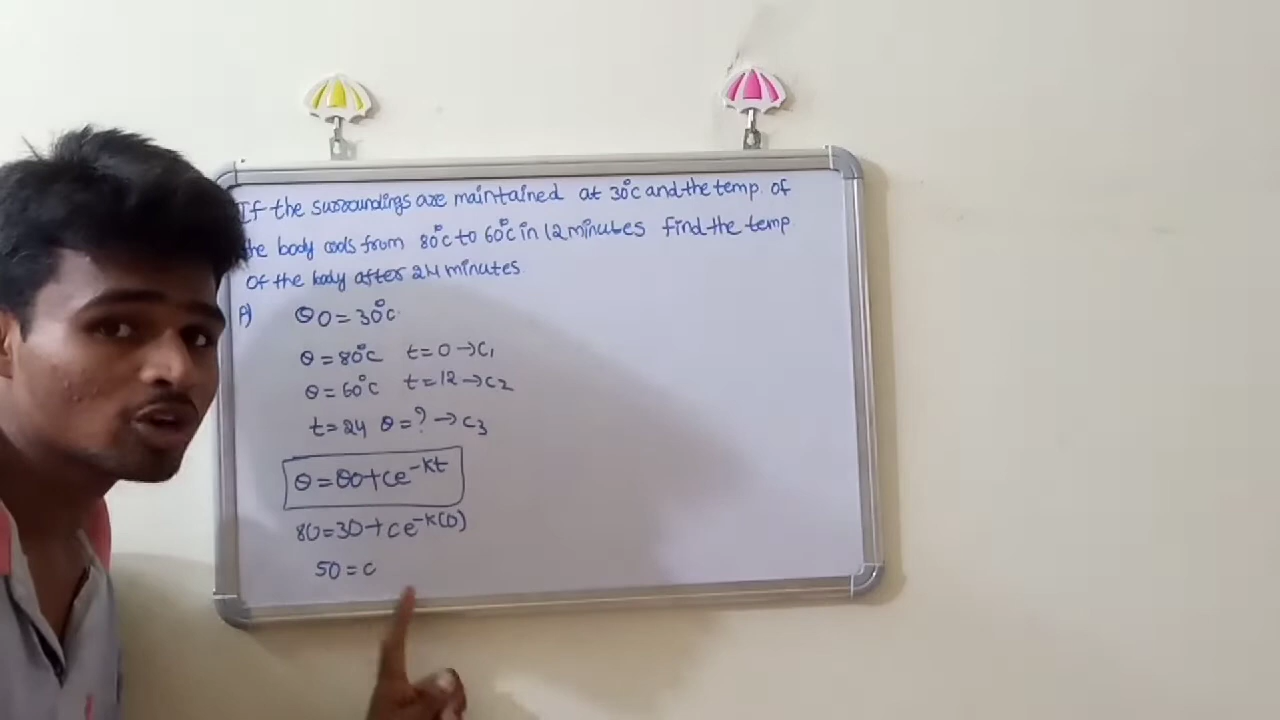 If the surroundings are maintained at 30°c and the temp. of
the body cools from 80°c to 60°c in 12 minutes find the temp
Of the body after 24 minutes
A) θ0 = 30°c
θ = 80°c t = 0 → C1
θ = 60°c t = 12 → C2
t = 24 θ = ? → C3
θ = θ0 + ce^-kt
80 = 30 + ce^-k(0)
50 = c